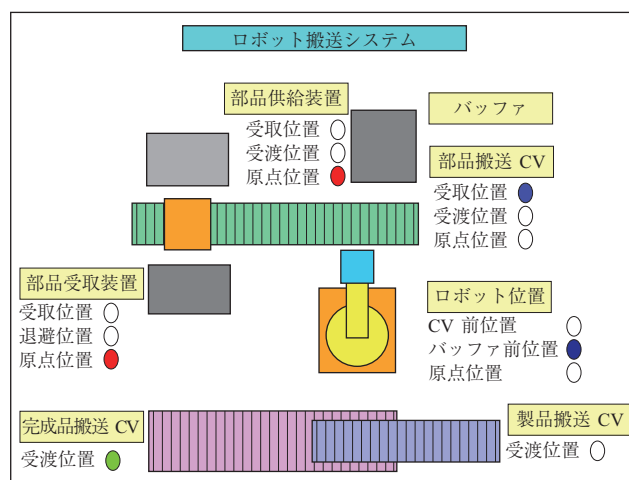 ロボット搬送システム
部品供給装置
受取位置
受渡位置
原点位置
バッファ
部品搬送 CV
受取位置
受渡位置
原点位置
部品受取装置
受取位置
退避位置
原点位置
ロボット位置
CV 前位置
バッファ前位置
原点位置
完成品搬送 CV
受渡位置
製品搬送 CV
受渡位置